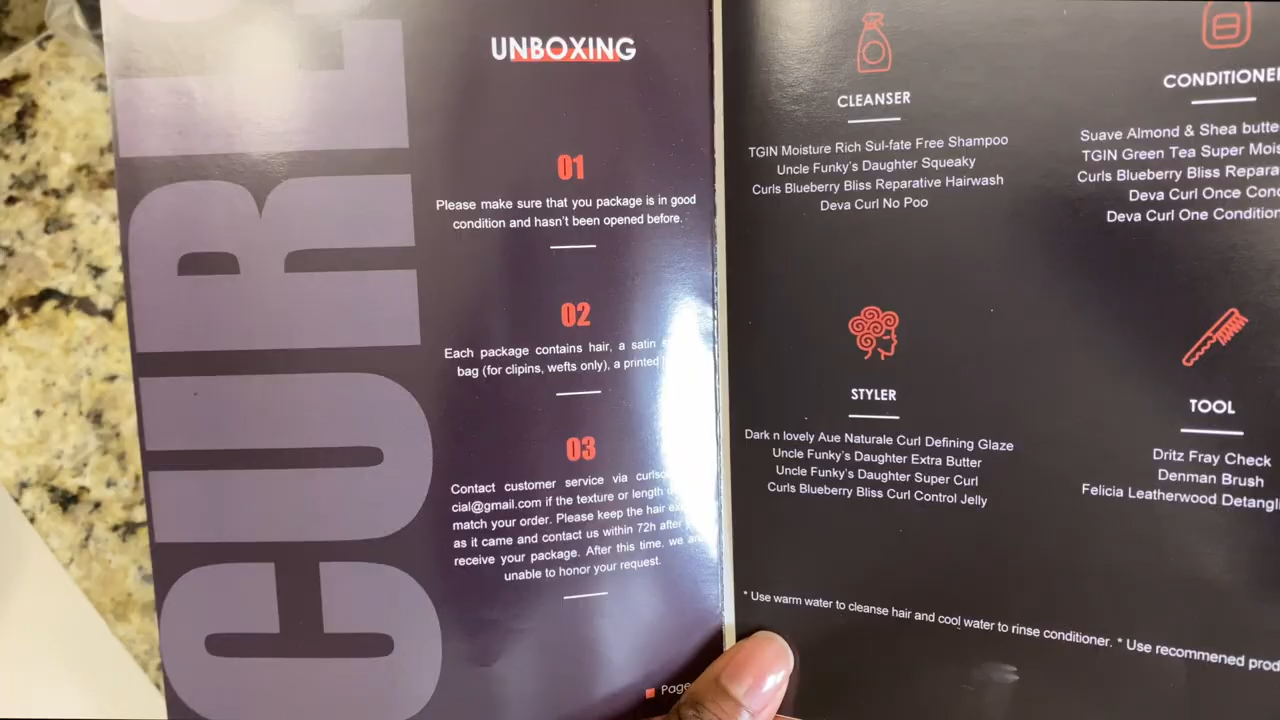 CURL
UNBOXING
01
Please make sure that you package is in good
condition and hasn't been opened before.
02
Each package contains hair, a satin
bag (for clipins, wefts only), a printed
03
Contact customer service via
cial@gmail.com if the texture or length
match your order. Please keep the hair
as it came and contact us within 72h after
receive your package. After this time, we are
unable to honor your request.
Page
CLEANSER
TGIN Moisture Rich Sul-fate Free Shampoo
Uncle Funky's Daughter Squeaky
Curls Blueberry Bliss Reparative Hairwash
Deva Curl No Poo
CONDITIONE
Suave Almond & Shea butte
TGIN Green Tea Super Mois
Curls Blueberry Bliss Repara
Deva Curl Once Con
Deva Curl One Condition
STYLER
Dark n lovely Aue Naturale Curl Defining Glaze
Uncle Funky's Daughter Extra Butter
Uncle Funky's Daughter Super Curl
Curls Blueberry Bliss Curl Control Jelly
TOOL
Dritz Fray Check
Denman Brush
Felicia Leatherwood Detangl
* Use warm water to cleanse hair and cool water to rinse conditioner. * Use recommened prod